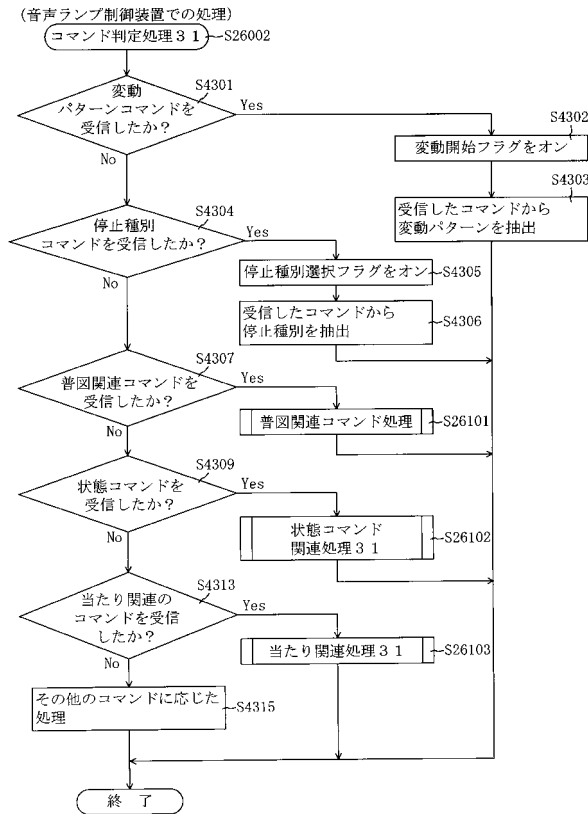 (音声ランプ制御装置での処理)
コマンド判定処理31
S26002
S4301
変動
パターンコマンドを
受信したか?
Yes
No
S4302
変動開始フラグをオン
S4303
受信したコマンドから
変動パターンを抽出
S4304
停止種別
コマンドを受信したか?
Yes
No
停止種別選択フラグをオン
S4305
受信したコマンドから
停止種別を抽出
S4306
S4307
普図関連コマンドを
受信したか?
Yes
No
普図関連コマンド処理
S26101
S4309
状態コマンドを
受信したか?
Yes
No
状態コマンド
関連処理31
S26102
S4313
当たり関連の
コマンドを受信
したか?
Yes
No
当たり関連処理31
S26103
その他のコマンドに応じた
処理
S4315
終 了